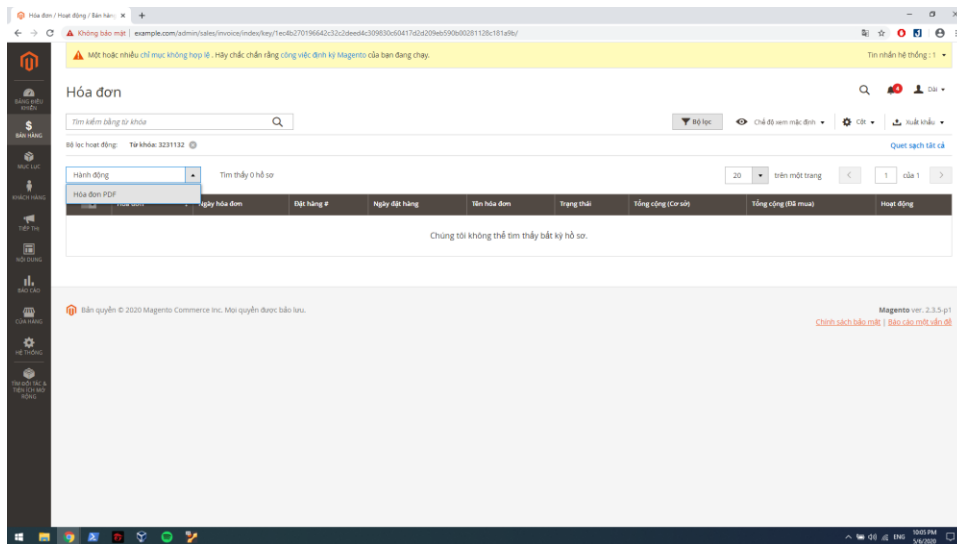 Hóa đơn / Hoạt động / Bán hàng
Không bảo mật | example.com/admin/sales/invoice/index/key/
Một hoặc nhiều chỉ mục không hợp lệ. Hãy chắc chắn rằng công việc định kỳ Magento của bạn đang chạy.
Tin nhắn hệ thống : 1
BẢNG ĐIỀU KHIỂN
Hóa đơn
4
Dài
$
BÁN HÀNG
Tìm kiếm bằng từ khóa
Bộ lọc
Chế độ xem mặc định
Cột
Xuất khẩu
Bộ lọc hoạt động:
Từ khóa: 3231132
Quét sạch tất cả
MỤC LỤC
Hành động
Tìm thấy 0 hồ sơ
20
trên một trang
1
của 1
KHÁCH HÀNG
Hóa đơn PDF
Hóa đơn
Ngày hóa đơn
Đặt hàng #
Ngày đặt hàng
Tên hóa đơn
Trạng thái
Tổng cộng (Cơ sở)
Tổng cộng (Đã mua)
Hoạt động
TIẾP THỊ
Chúng tôi không thể tìm thấy bất kỳ hồ sơ.
NỘI DUNG
BÁO CÁO
Bản quyền © 2020 Magento Commerce Inc. Mọi quyền được bảo lưu.
Magento ver. 2.3.5-p1
Chính sách bảo mật | Báo cáo một vấn đề
CỬA HÀNG
HỆ THỐNG
TÌM ĐỐI TÁC &
TIỆN ÍCH MỞ
RỘNG
ENG
10:05 PM
5/6/2020